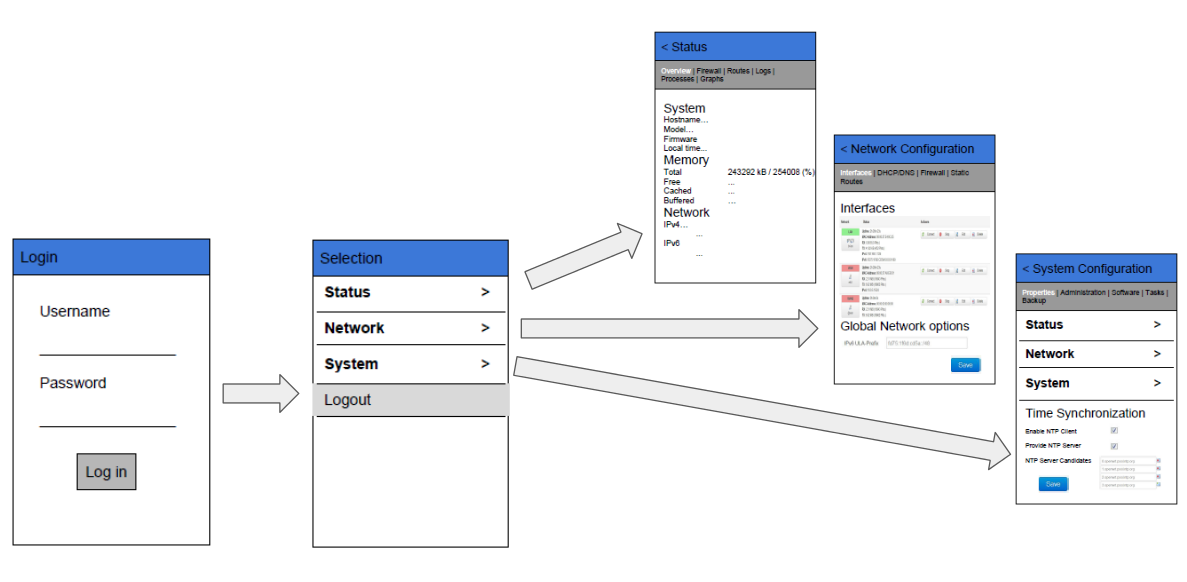 Login
Username
Password
Log in
Selection
Status >
Network >
System >
Logout
< Status
Overview | Firewall | Routes | Logs |
Processes | Graphs
System
Hostname...
Model...
Firmware
Local time...
Memory
Total 243292 kB / 254008 (%)
Free ...
Cached ...
Buffered ...
Network
IPv4...
...
IPv6
...
< Network Configuration
Interfaces | DHCP/DNS | Firewall | Static
Routes
Interfaces
Global Network options
IPv6 ULA-Prefix
Save
< System Configuration
Properties | Administration | Software | Tasks |
Backup
Status >
Network >
System >
Time Synchronization
Enable NTP Client
Provide NTP Server
NTP Server Candidates
Save